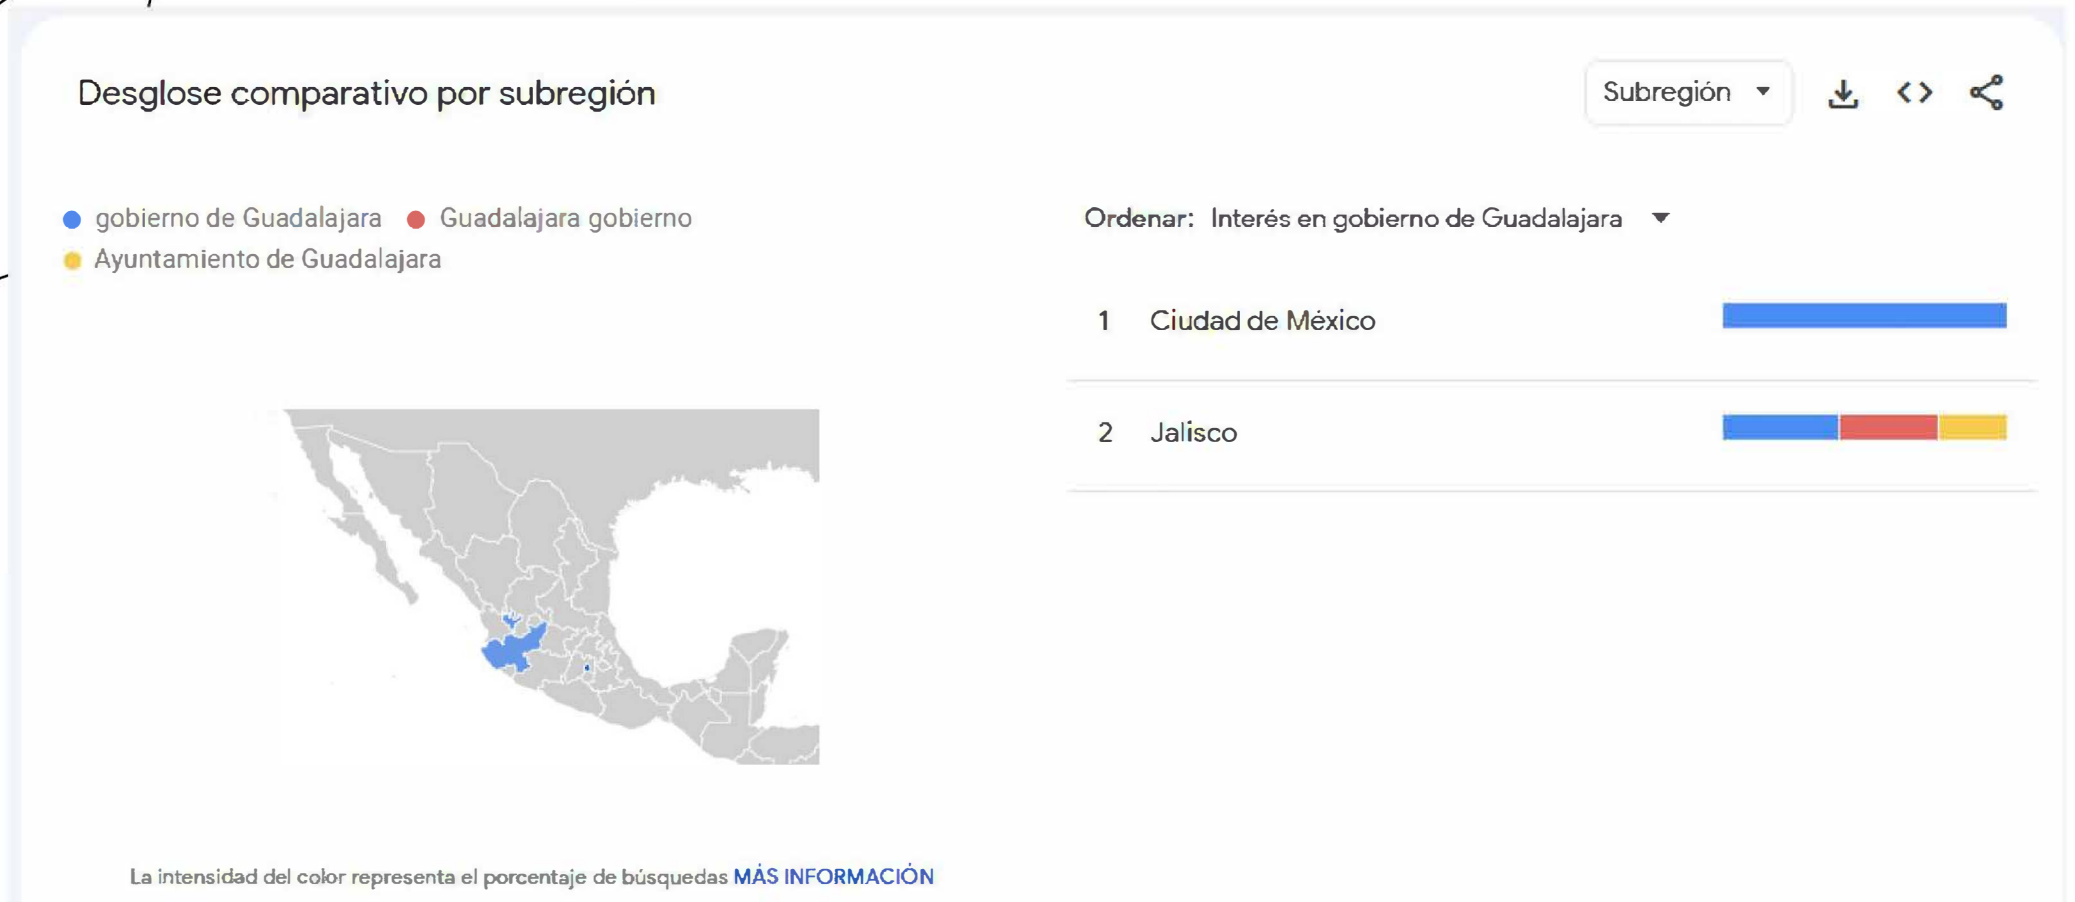 Desglose comparativo por subregión
Subregión
gobierno de Guadalajara Guadalajara gobierno
Ayuntamiento de Guadalajara
Ordenar: Interés en gobierno de Guadalajara
1 Ciudad de México
2 Jalisco
La intensidad del color representa el porcentaje de búsquedas MÁS INFORMACIÓN